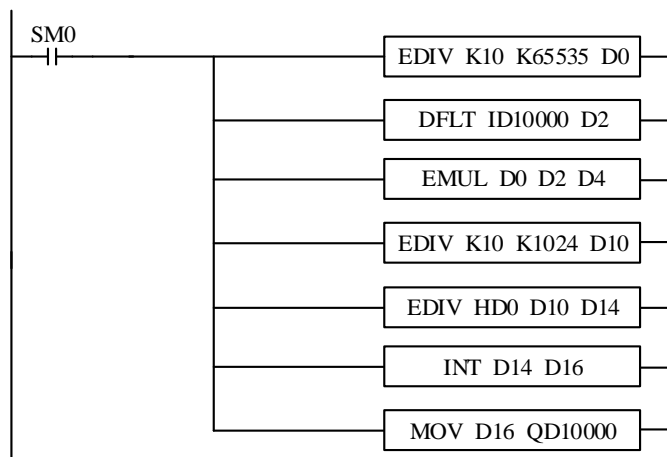 SM0
EDIV K10 K65535 D0
DFLT ID10000 D2
EMUL D0 D2 D4
EDIV K10 K1024 D10
EDIV HD0 D10 D14
INT D14 D16
MOV D16 QD10000